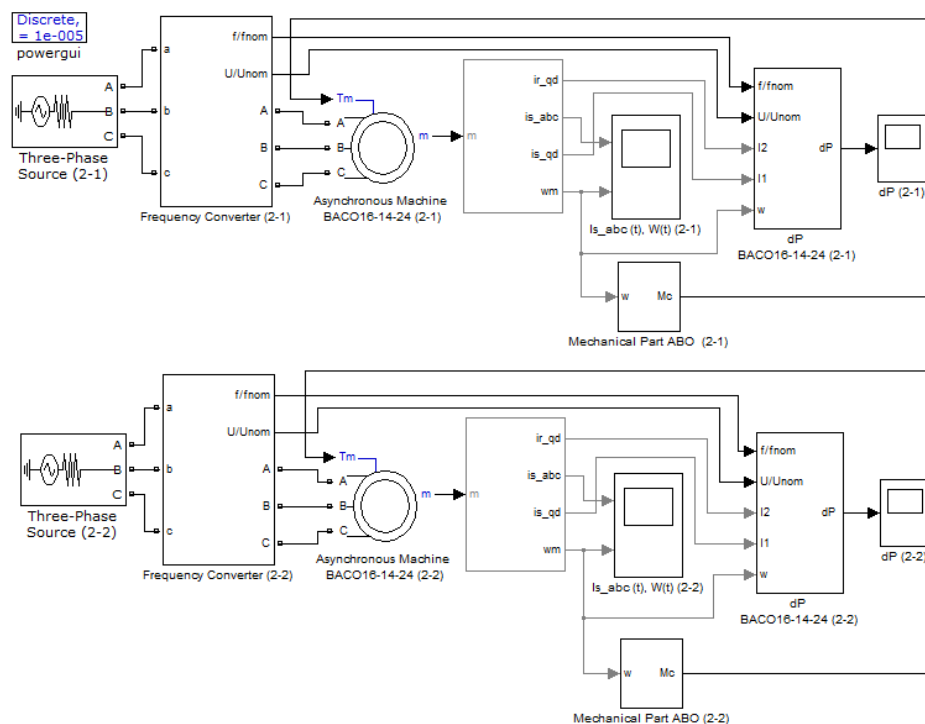 Discrete,
= 1e-005
powergui
A
B
C
Three-Phase
Source (2-1)
a
b
c
f/fnom
U/Unom
A
B
C
Frequency Converter (2-1)
Tm
A
B
C
m
Asynchronous Machine
BACO16-14-24 (2-1)
m
ir_qd
is_abc
is_qd
wm
Is_abc (t), W(t) (2-1)
f/fnom
U/Unom
I2
I1
w
dP
dP
BACO16-14-24 (2-1)
dP (2-1)
w
Mc
Mechanical Part ABO (2-1)
A
B
C
Three-Phase
Source (2-2)
a
b
c
f/fnom
U/Unom
A
B
C
Frequency Converter (2-2)
Tm
A
B
C
m
Asynchronous Machine
BACO16-14-24 (2-2)
m
ir_qd
is_abc
is_qd
wm
Is_abc (t), W(t) (2-2)
f/fnom
U/Unom
I2
I1
w
dP
dP
BACO16-14-24 (2-2)
dP (2-2)
w
Mc
Mechanical Part ABO (2-2)